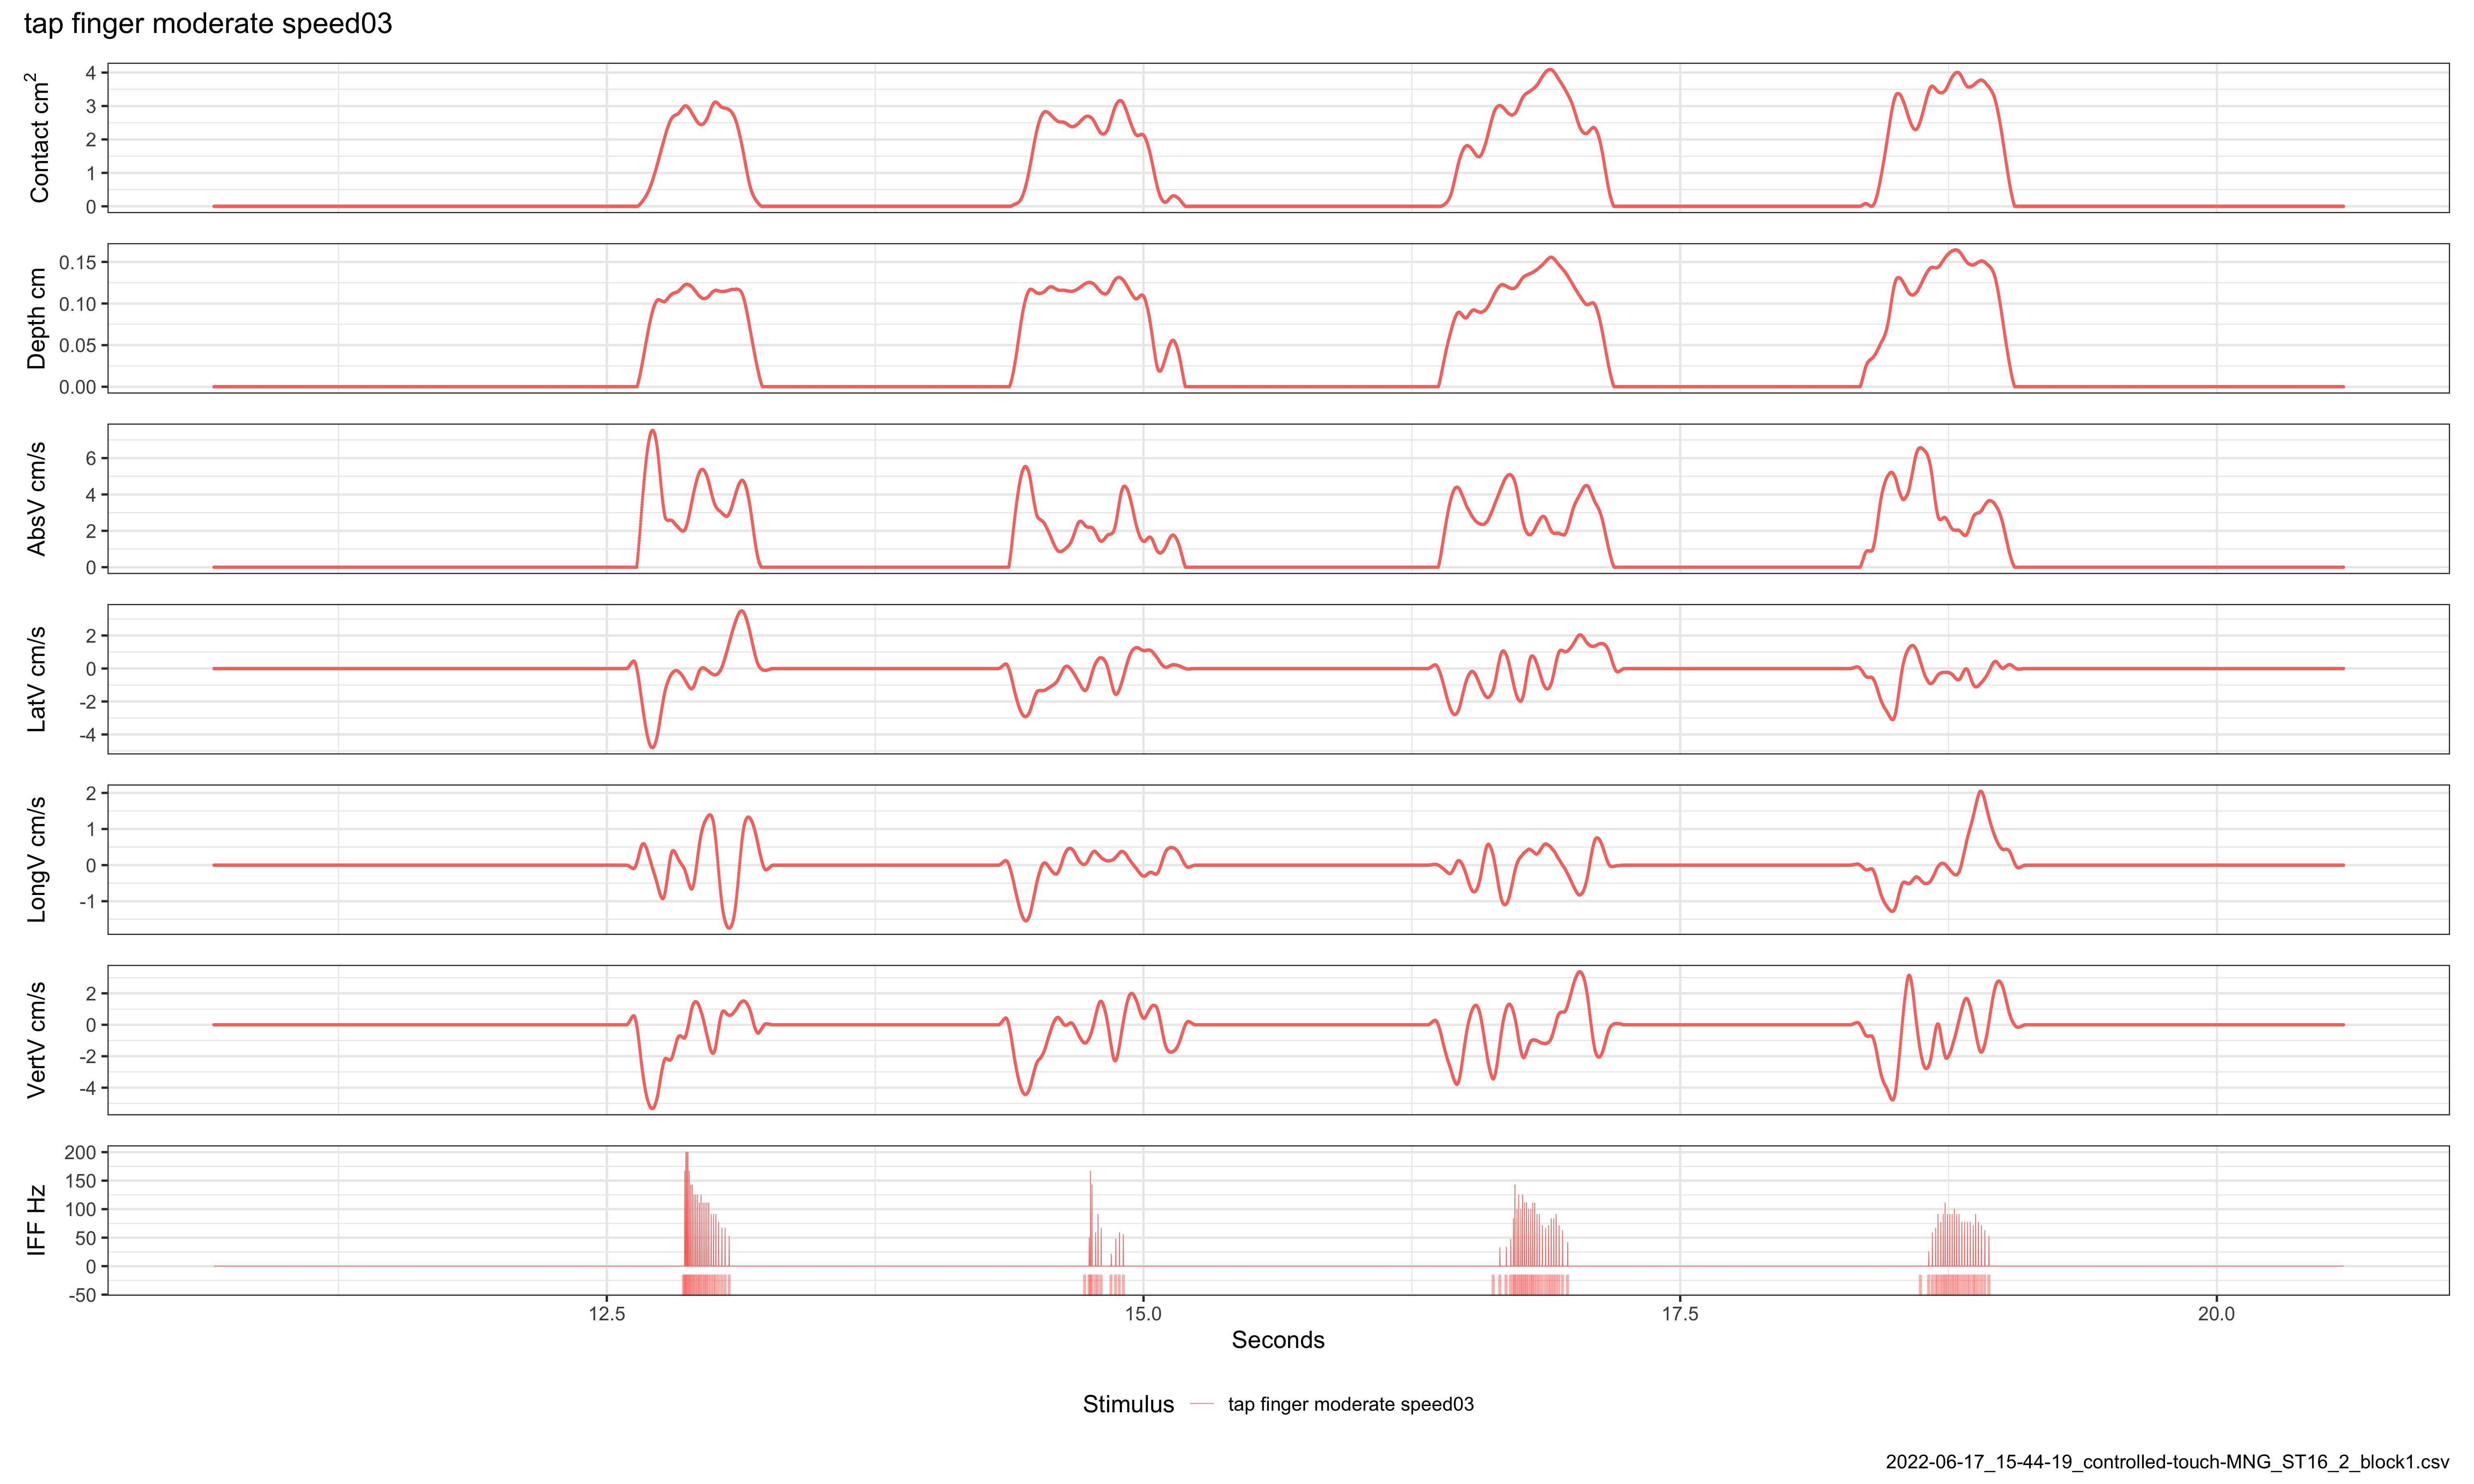 tap finger moderate speed03
Contact cm²
4
3
2
1
0
Depth cm
0.15
0.10
0.05
0.00
AbsV cm/s
6
4
2
0
LatV cm/s
2
0
-2
-4
LongV cm/s
2
1
0
-1
VertV cm/s
2
0
-2
-4
IFF Hz
200
150
100
50
0
-50
12.5 15.0 17.5 20.0
Seconds
Stimulus tap finger moderate speed03
2022-06-17_15-44-19_controlled-touch-MNG_ST16_2_block1.csv